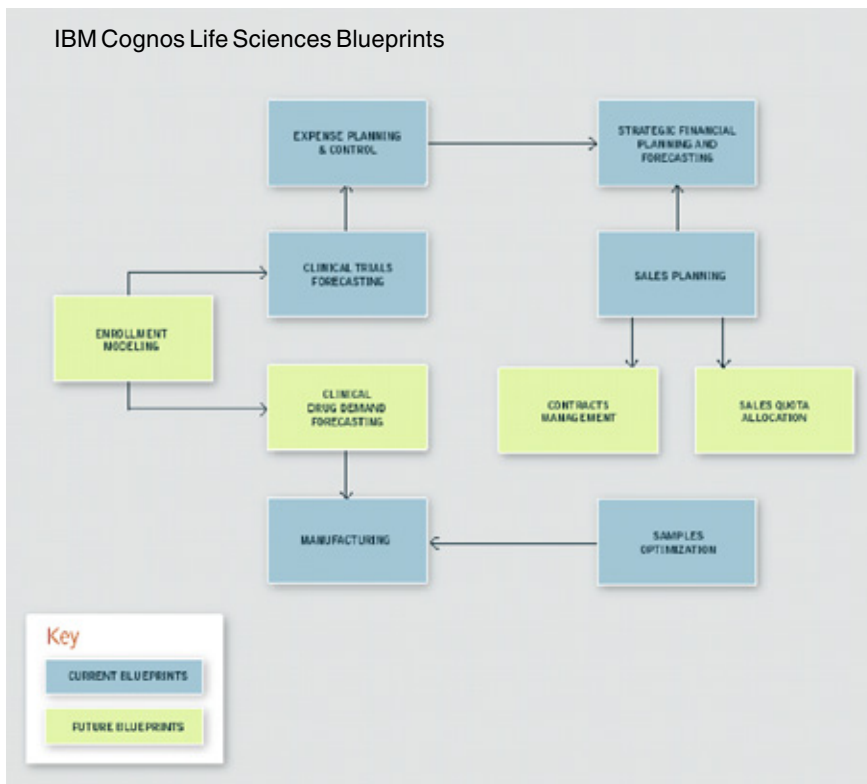 IBM Cognos Life Sciences Blueprints
EXPENSE PLANNING
& CONTROL
STRATEGIC FINANCIAL
PLANNING AND
FORECASTING
CLINICAL TRIALS
FORECASTING
SALES PLANNING
ENROLLMENT
MODELING
CLINICAL
DRUG DEMAND
FORECASTING
CONTRACTS
MANAGEMENT
SALES QUOTA
ALLOCATION
MANUFACTURING
SAMPLES
OPTIMIZATION
Key
CURRENT BLUEPRINTS
FUTURE BLUEPRINTS